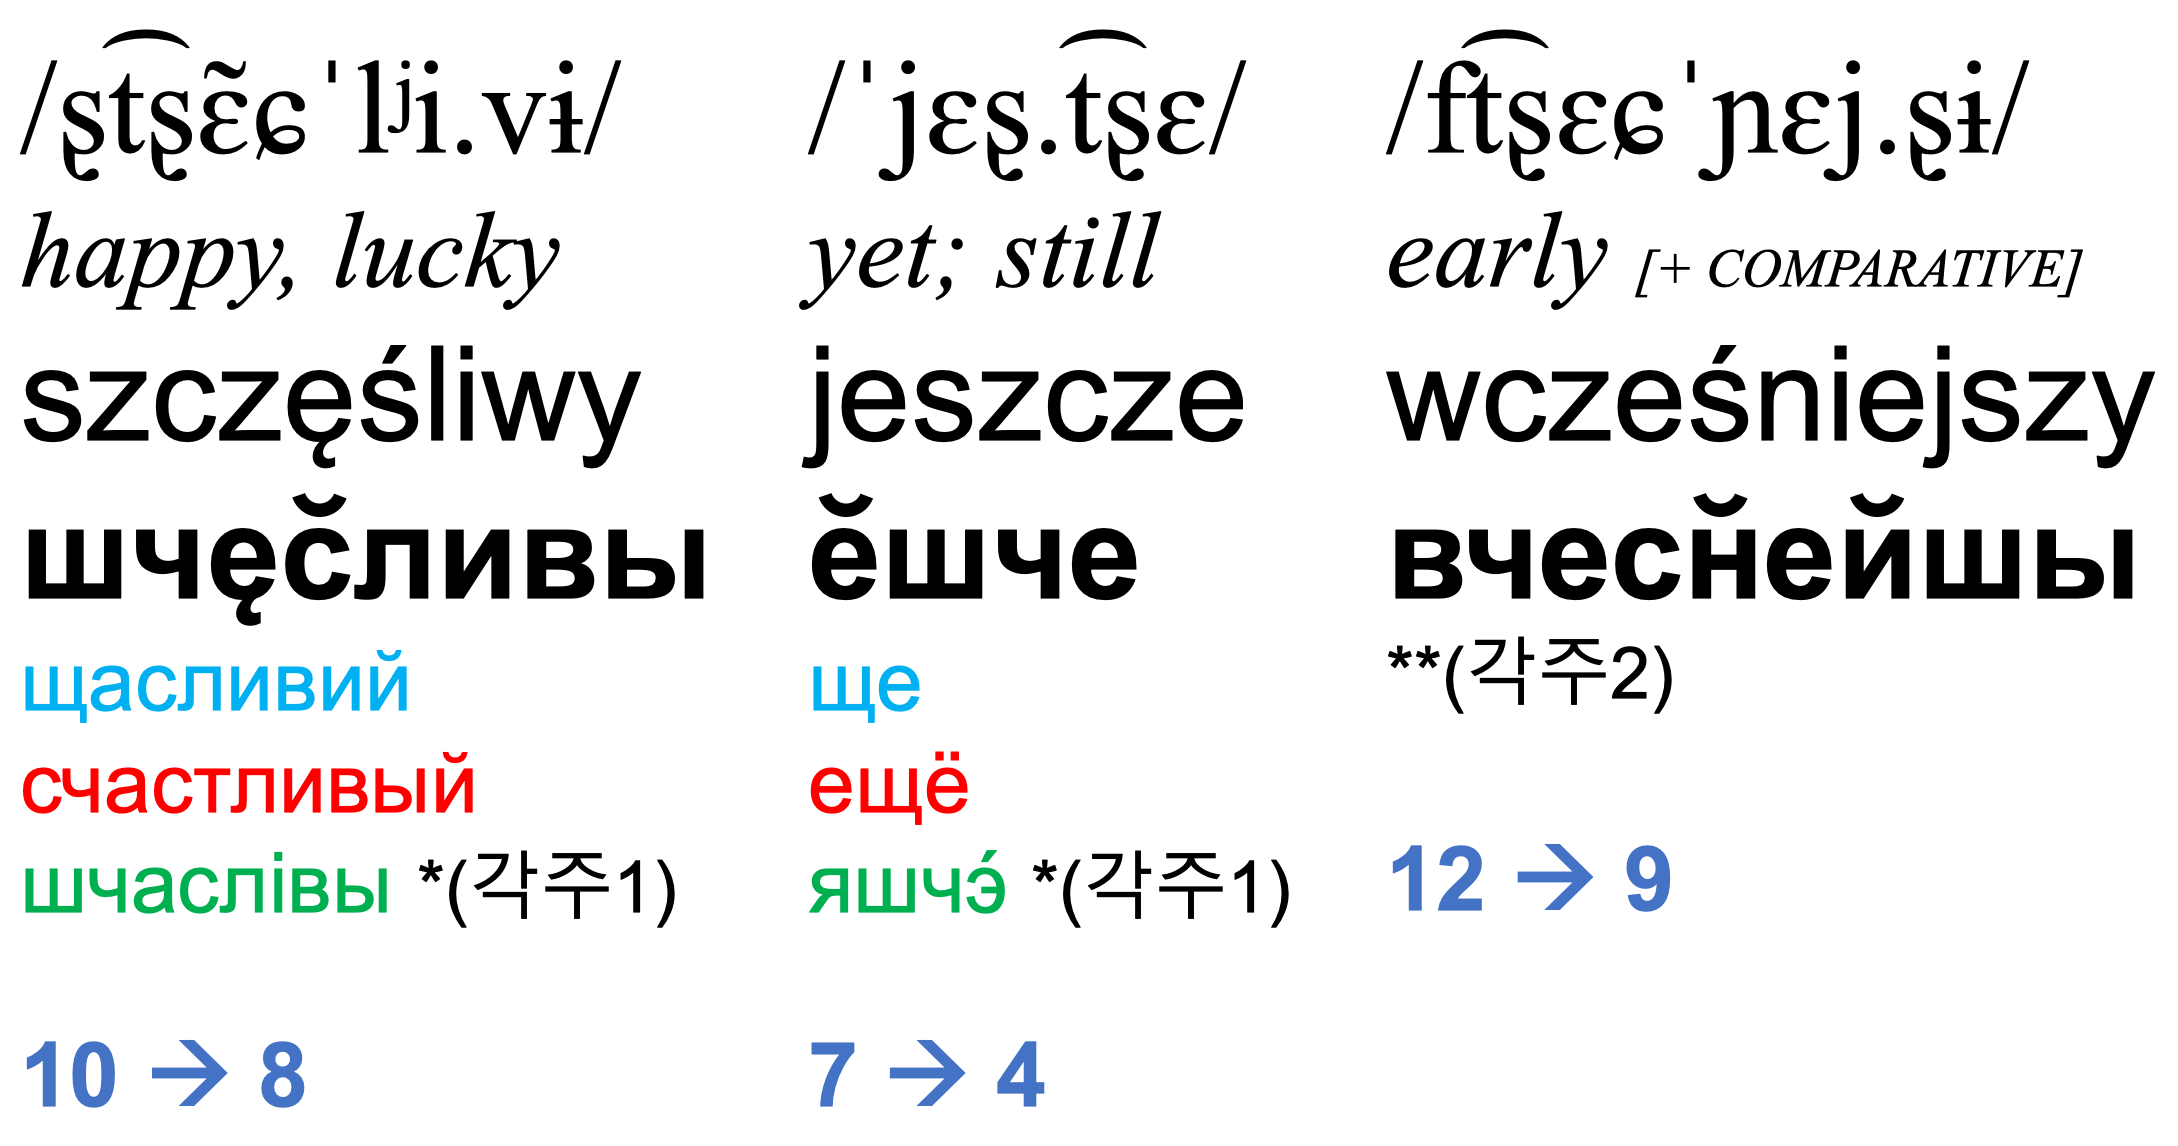 /ʂt͡ʂɛ̃ɕˈlʲi.vɨ/
happy, lucky
szczęśliwy
шчę̆с̆ливы
щасливий
счастливый
шчаслівы *(각주1)
10 → 8
/ˈjɛʂ.t͡ʂɛ/
yet; still
jeszcze
ӗшче
ще
ещё
яшчэ́ *(각주1)
7 → 4
/ft͡ʂɛɕˈɲɛj.ʂɨ/
early [+ COMPARATIVE]
wcześniejszy
вчесн̆ейшы
**(각주2)
12 → 9